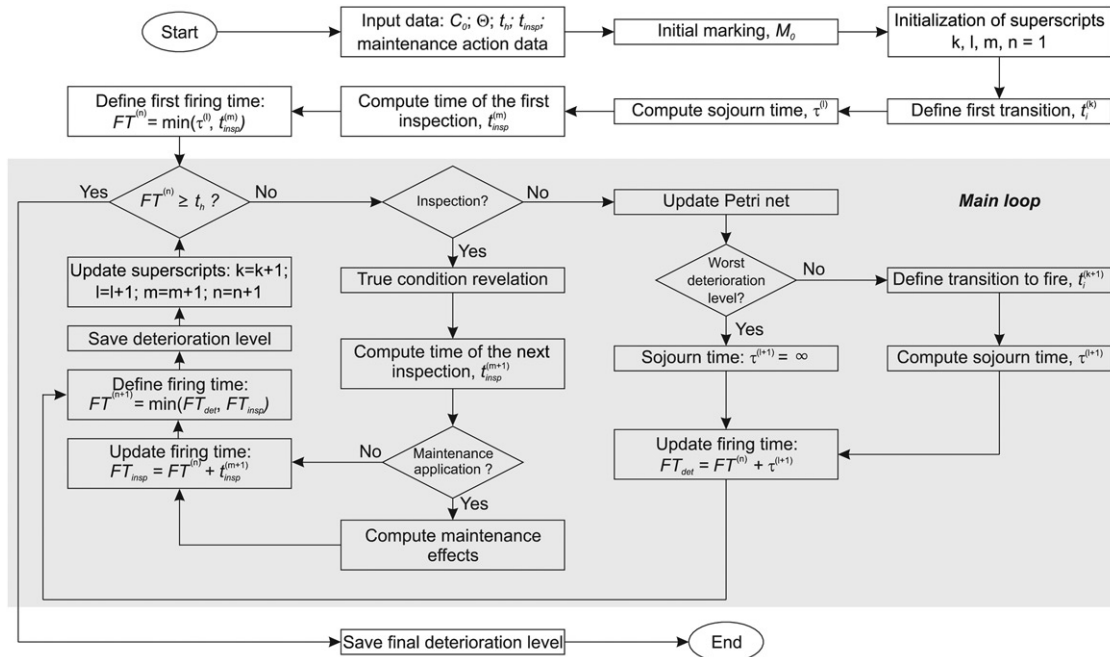 Start
Input data: C₀; Θ; tₕ; t_insp;
maintenance action data
Initial marking, M₀
Initialization of superscripts
k, l, m, n = 1
Define first firing time:
FT⁽ⁿ⁾ = min(τ⁽ˡ⁾, t_insp⁽ᵐ⁾)
Compute time of the first
inspection, t_insp⁽ᵐ⁾
Compute sojourn time, τ⁽ˡ⁾
Define first transition, tᵢ⁽ᵏ⁾
Yes
FT⁽ⁿ⁾ ≥ tₕ ?
No
Inspection?
No
Update Petri net
Main loop
Yes
Update superscripts: k=k+1;
l=l+1; m=m+1; n=n+1
True condition revelation
Worst
deterioration
level?
No
Define transition to fire, tᵢ⁽ᵏ⁺¹⁾
Yes
Save deterioration level
Compute time of the next
inspection, t_insp⁽ᵐ⁺¹⁾
Sojourn time: τ⁽ˡ⁺¹⁾ = ∞
Compute sojourn time, τ⁽ˡ⁺¹⁾
Define firing time:
FT⁽ⁿ⁺¹⁾ = min(FT_det, FT_insp)
Update firing time:
FT_insp = FT⁽ⁿ⁾ + t_insp⁽ᵐ⁺¹⁾
No
Maintenance
application ?
Update firing time:
FT_det = FT⁽ⁿ⁾ + τ⁽ˡ⁺¹⁾
Yes
Compute maintenance
effects
Save final deterioration level
End